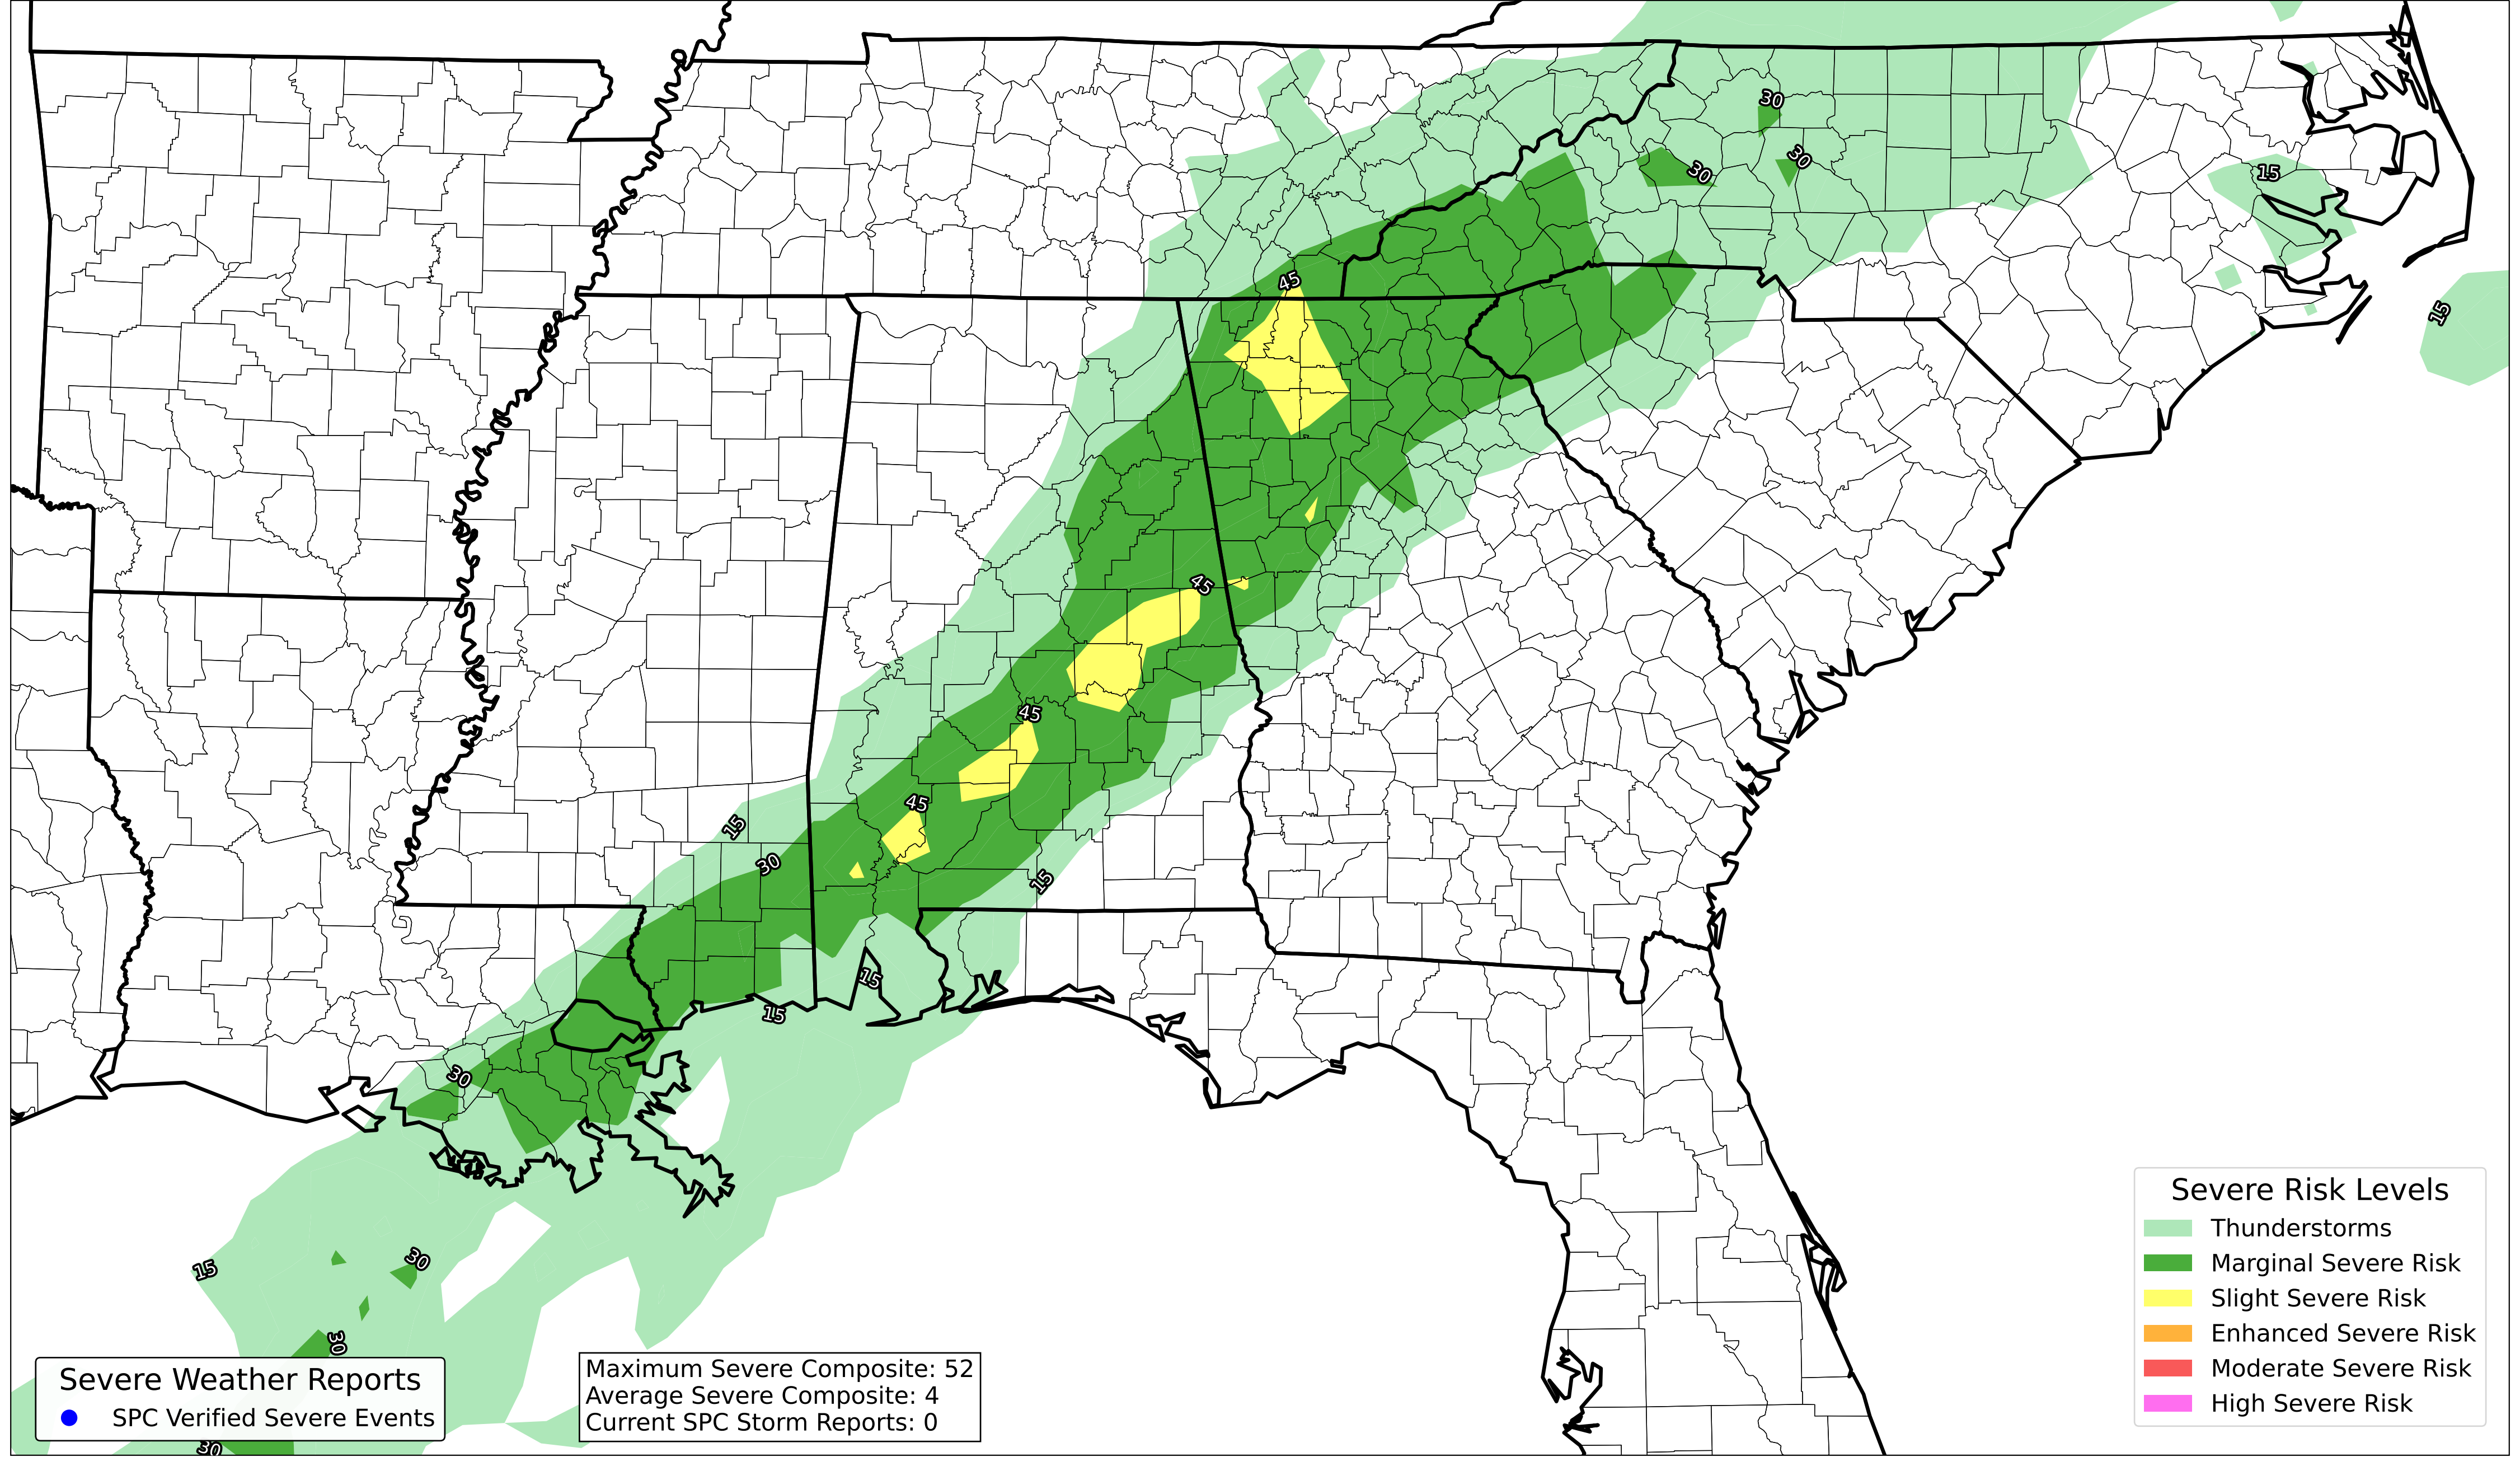 30
30
30
15
45
15
45
45
45
15
30
15
15
15
30
15
30
30
30
Severe Risk Levels
Thunderstorms
Marginal Severe Risk
Slight Severe Risk
Enhanced Severe Risk
Moderate Severe Risk
High Severe Risk
Severe Weather Reports
SPC Verified Severe Events
Maximum Severe Composite: 52
Average Severe Composite: 4
Current SPC Storm Reports: 0